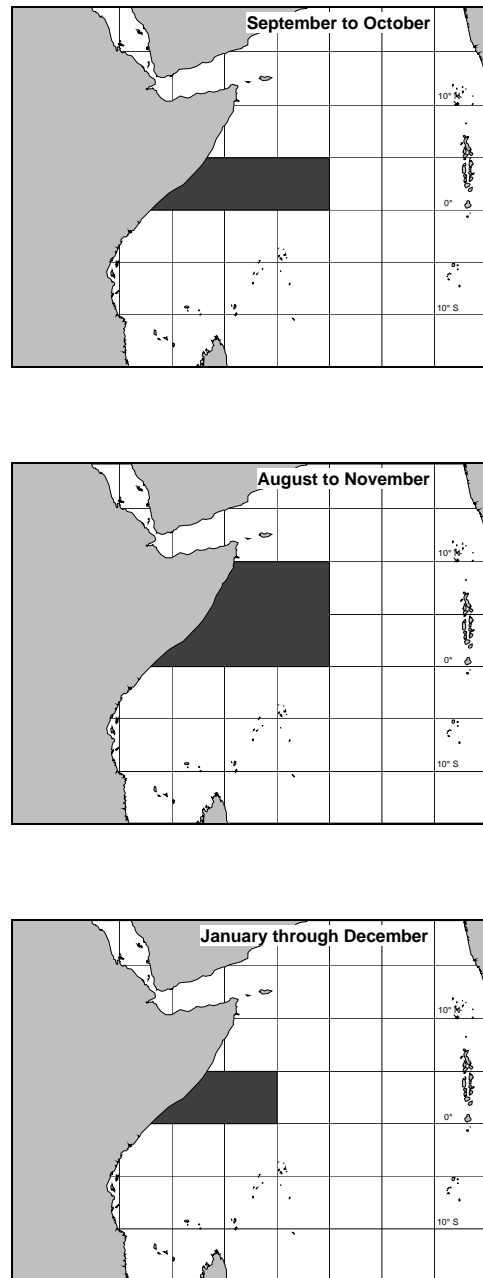 September to October
10° N
0°
10° S
August to November
10° N
0°
10° S
January through December
10° N
0°
10° S